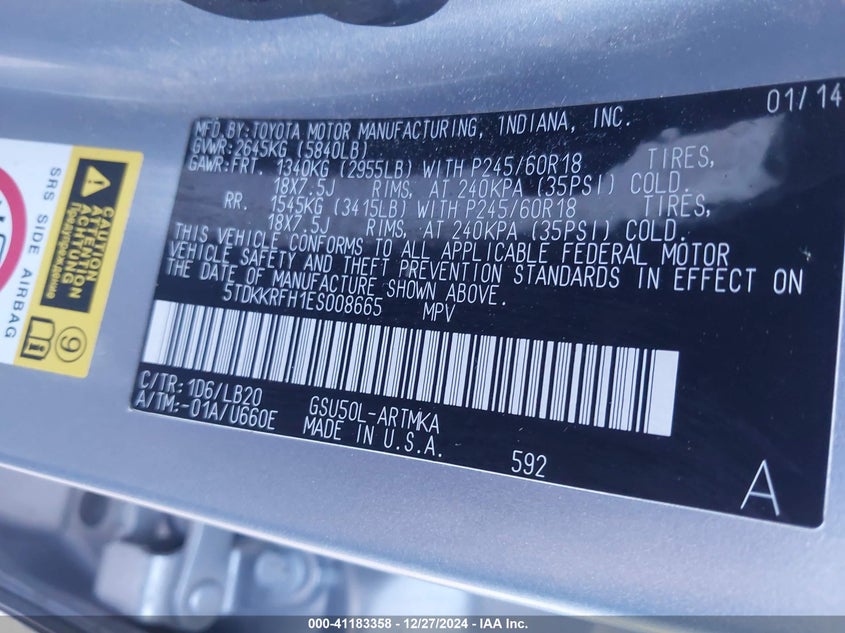 01/14
MFD.BY:TOYOTA MOTOR MANUFACTURING, INDIANA, INC.
GVWR:2645KG (5840LB)
GAWR:FRT. 1340KG (2955LB) WITH P245/60R18 TIRES,
18X7.5J RIMS, AT 240KPA (35PSI) COLD.
RR. 1545KG (3415LB) WITH P245/60R18 TIRES,
18X7.5J RIMS, AT 240KPA (35PSI) COLD.
THIS VEHICLE CONFORMS TO ALL APPLICABLE FEDERAL MOTOR
VEHICLE SAFETY AND THEFT PREVENTION STANDARDS IN EFFECT ON
THE DATE OF MANUFACTURE SHOWN ABOVE.
5TDKKRFH1ES008665 MPV
C/TR:1D6/LB20 GSU50L-ARTMKA
A/TM:-01A/U660E MADE IN U.S.A.
592
A
SRS SIDE AIRBAG
CAUTION
ATTENTION
ACHTUNG
Предупреждение
9
000-41183358 - 12/27/2024 - IAA Inc.